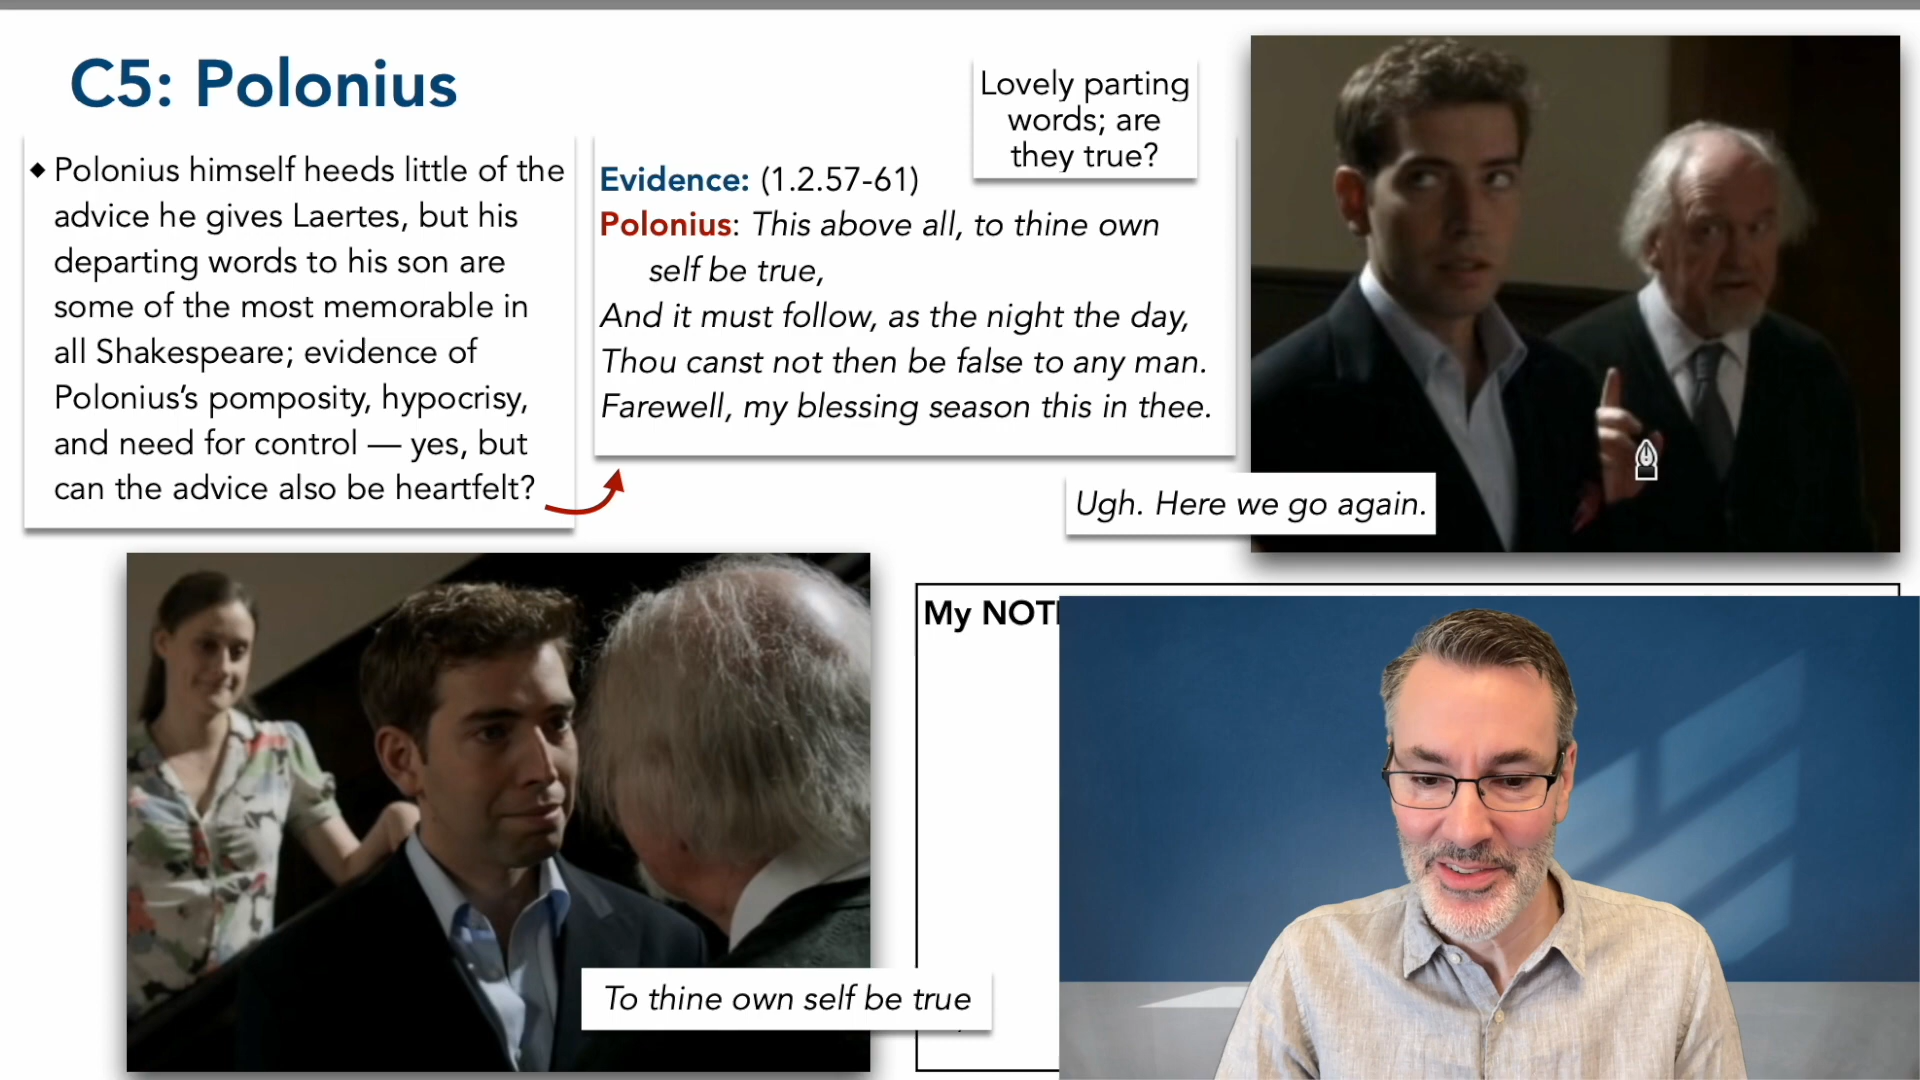 C5: Polonius
◆ Polonius himself heeds little of the
advice he gives Laertes, but his
departing words to his son are
some of the most memorable in
all Shakespeare; evidence of
Polonius's pomposity, hypocrisy,
and need for control — yes, but
can the advice also be heartfelt?
Evidence: (1.2.57-61)
Polonius: This above all, to thine own
self be true,
And it must follow, as the night the day,
Thou canst not then be false to any man.
Farewell, my blessing season this in thee.
Lovely parting
words; are
they true?
Ugh. Here we go again.
To thine own self be true
My